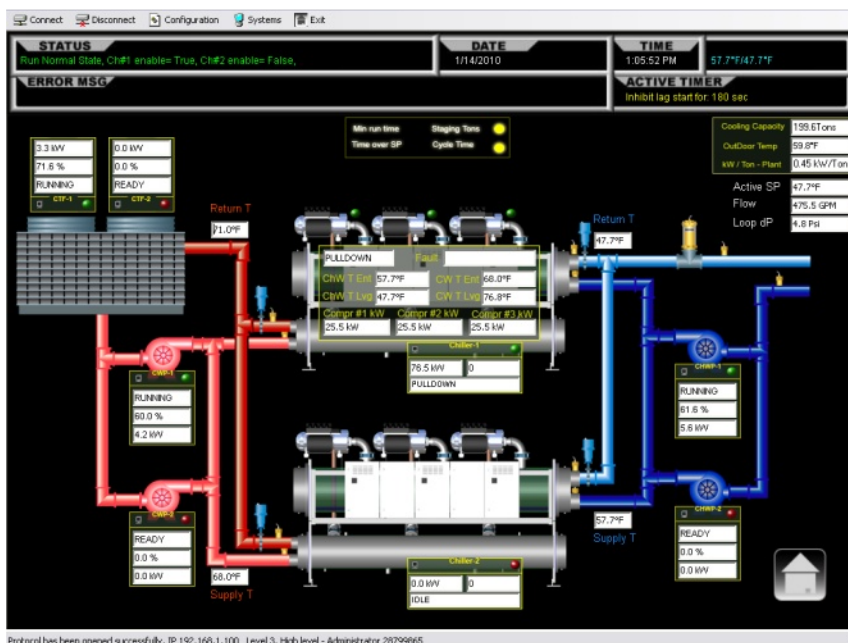 Connect Disconnect Configuration Systems Exit
STATUS
Run Normal State, Ch#1 enable= True, Ch#2 enable= False,
DATE
1/14/2010
TIME
1:05:52 PM
57.7°F/47.7°F
ERROR MSG
ACTIVE TIMER
Inhibit lag start for: 180 sec
Min run time Staging Tons
Time over SP Cycle Time
Cooling Capacity 199.6Tons
OutDoor Temp 59.8°F
kW / Ton - Plant 0.45 kW/Ton
Active SP 47.7°F
Flow 475.5 GPM
Loop dP 4.8 Psi
3.3 kW
71.6 %
RUNNING
CTF-1
0.0 kW
0.0 %
READY
CTF-2
Return T
71.0°F
Return T
47.7°F
PULLDOWN Fault
ChW T Ent 57.7°F CW T Ent 68.0°F
ChW T Lvg 47.7°F CW T Lvg 76.8°F
Compr #1 kW Compr #2 kW Compr #3 kW
25.5 kW 25.5 kW 25.5 kW
Chiller-1
76.5 kW 0
PULLDOWN
CWP-1
RUNNING
60.0 %
4.2 kW
CHWP-1
RUNNING
61.6 %
5.6 kW
CWP-2
READY
0.0 %
0.0 kW
CHWP-2
READY
0.0 %
0.0 kW
57.7°F
Supply T
68.0°F
Supply T
Chiller-2
0.0 kW 0
IDLE
Protocol has been opened successfully. IP 192.168.1.100 Level 3. High level - Administrator 28799865